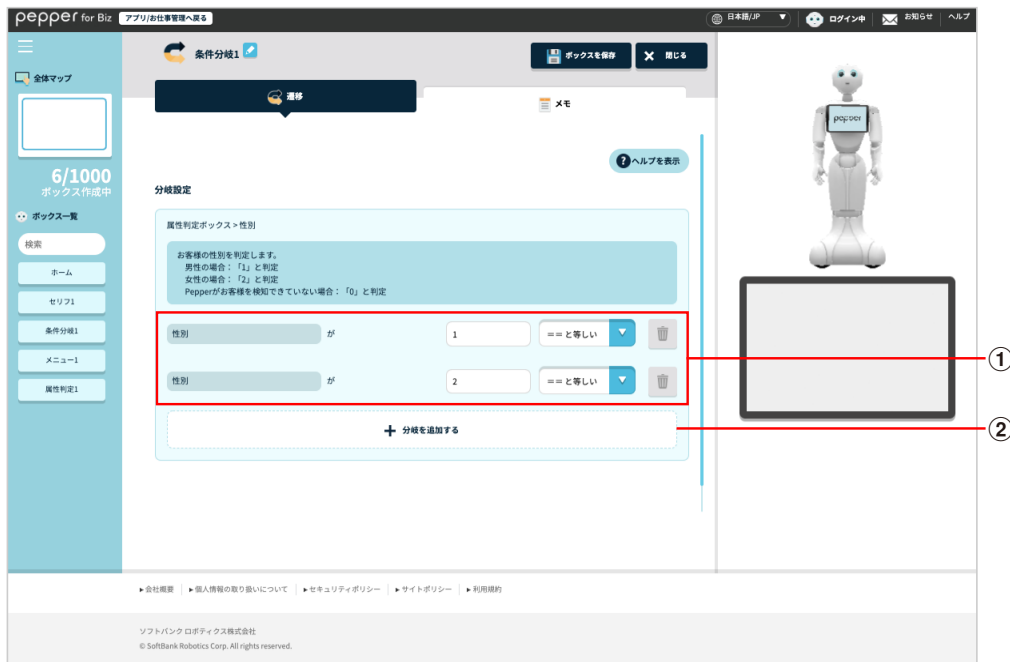 pepper for Biz アプリ/お仕事管理へ戻る 日本語/JP ▼ ログイン中 お知らせ ヘルプ
条件分岐1 ボックスを保存 閉じる
全体マップ
遷移 メモ
pepper
6/1000
ボックス作成中
? ヘルプを表示
分岐設定
ボックス一覧
検索
ホーム
セリフ1
条件分岐1
メニュー1
属性判定1
属性判定ボックス > 性別
お客様の性別を判定します。
男性の場合:「1」と判定
女性の場合:「2」と判定
Pepperがお客様を検知できていない場合:「0」と判定
性別 が 1 == と等しい ▼
①
性別 が 2 == と等しい ▼
+ 分岐を追加する
②
▶会社概要 ▶個人情報の取り扱いについて ▶セキュリティポリシー ▶サイトポリシー ▶利用規約
ソフトバンク ロボティクス株式会社
© SoftBank Robotics Corp. All rights reserved.